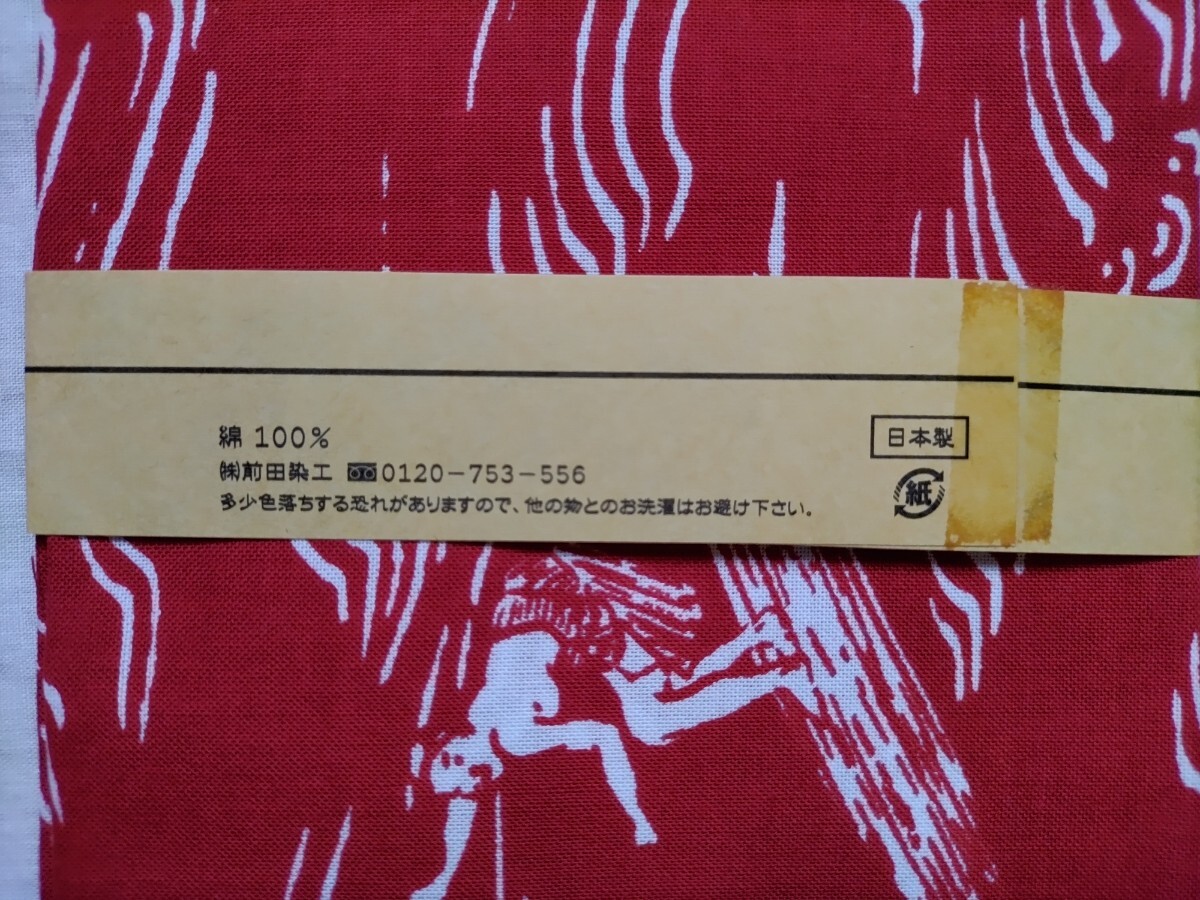 綿 100%
㈱前田染工 0120-753-556
多少色落ちする恐れがありますので、他の物とのお洗濯はお避け下さい。
日本製
紙